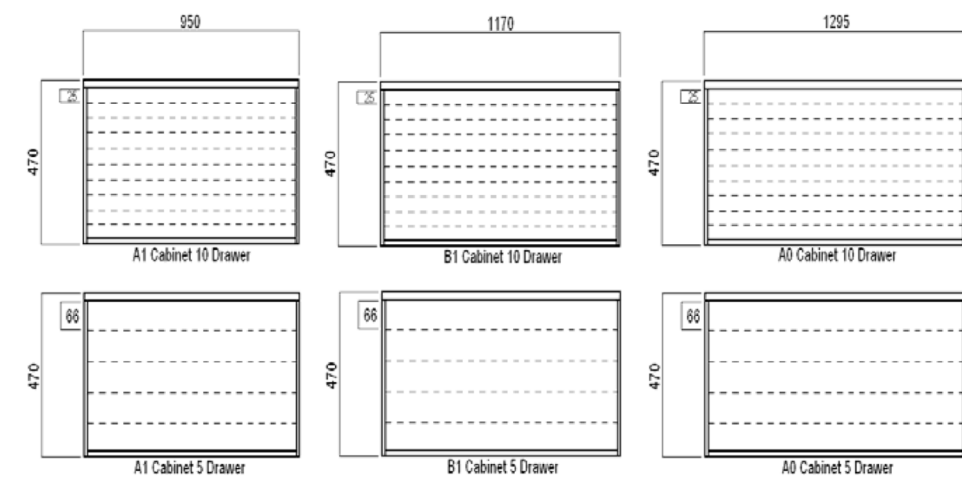 950
1170
1295
25
25
25
470
470
470
A1 Cabinet 10 Drawer
B1 Cabinet 10 Drawer
A0 Cabinet 10 Drawer
66
66
66
470
470
470
A1 Cabinet 5 Drawer
B1 Cabinet 5 Drawer
A0 Cabinet 5 Drawer